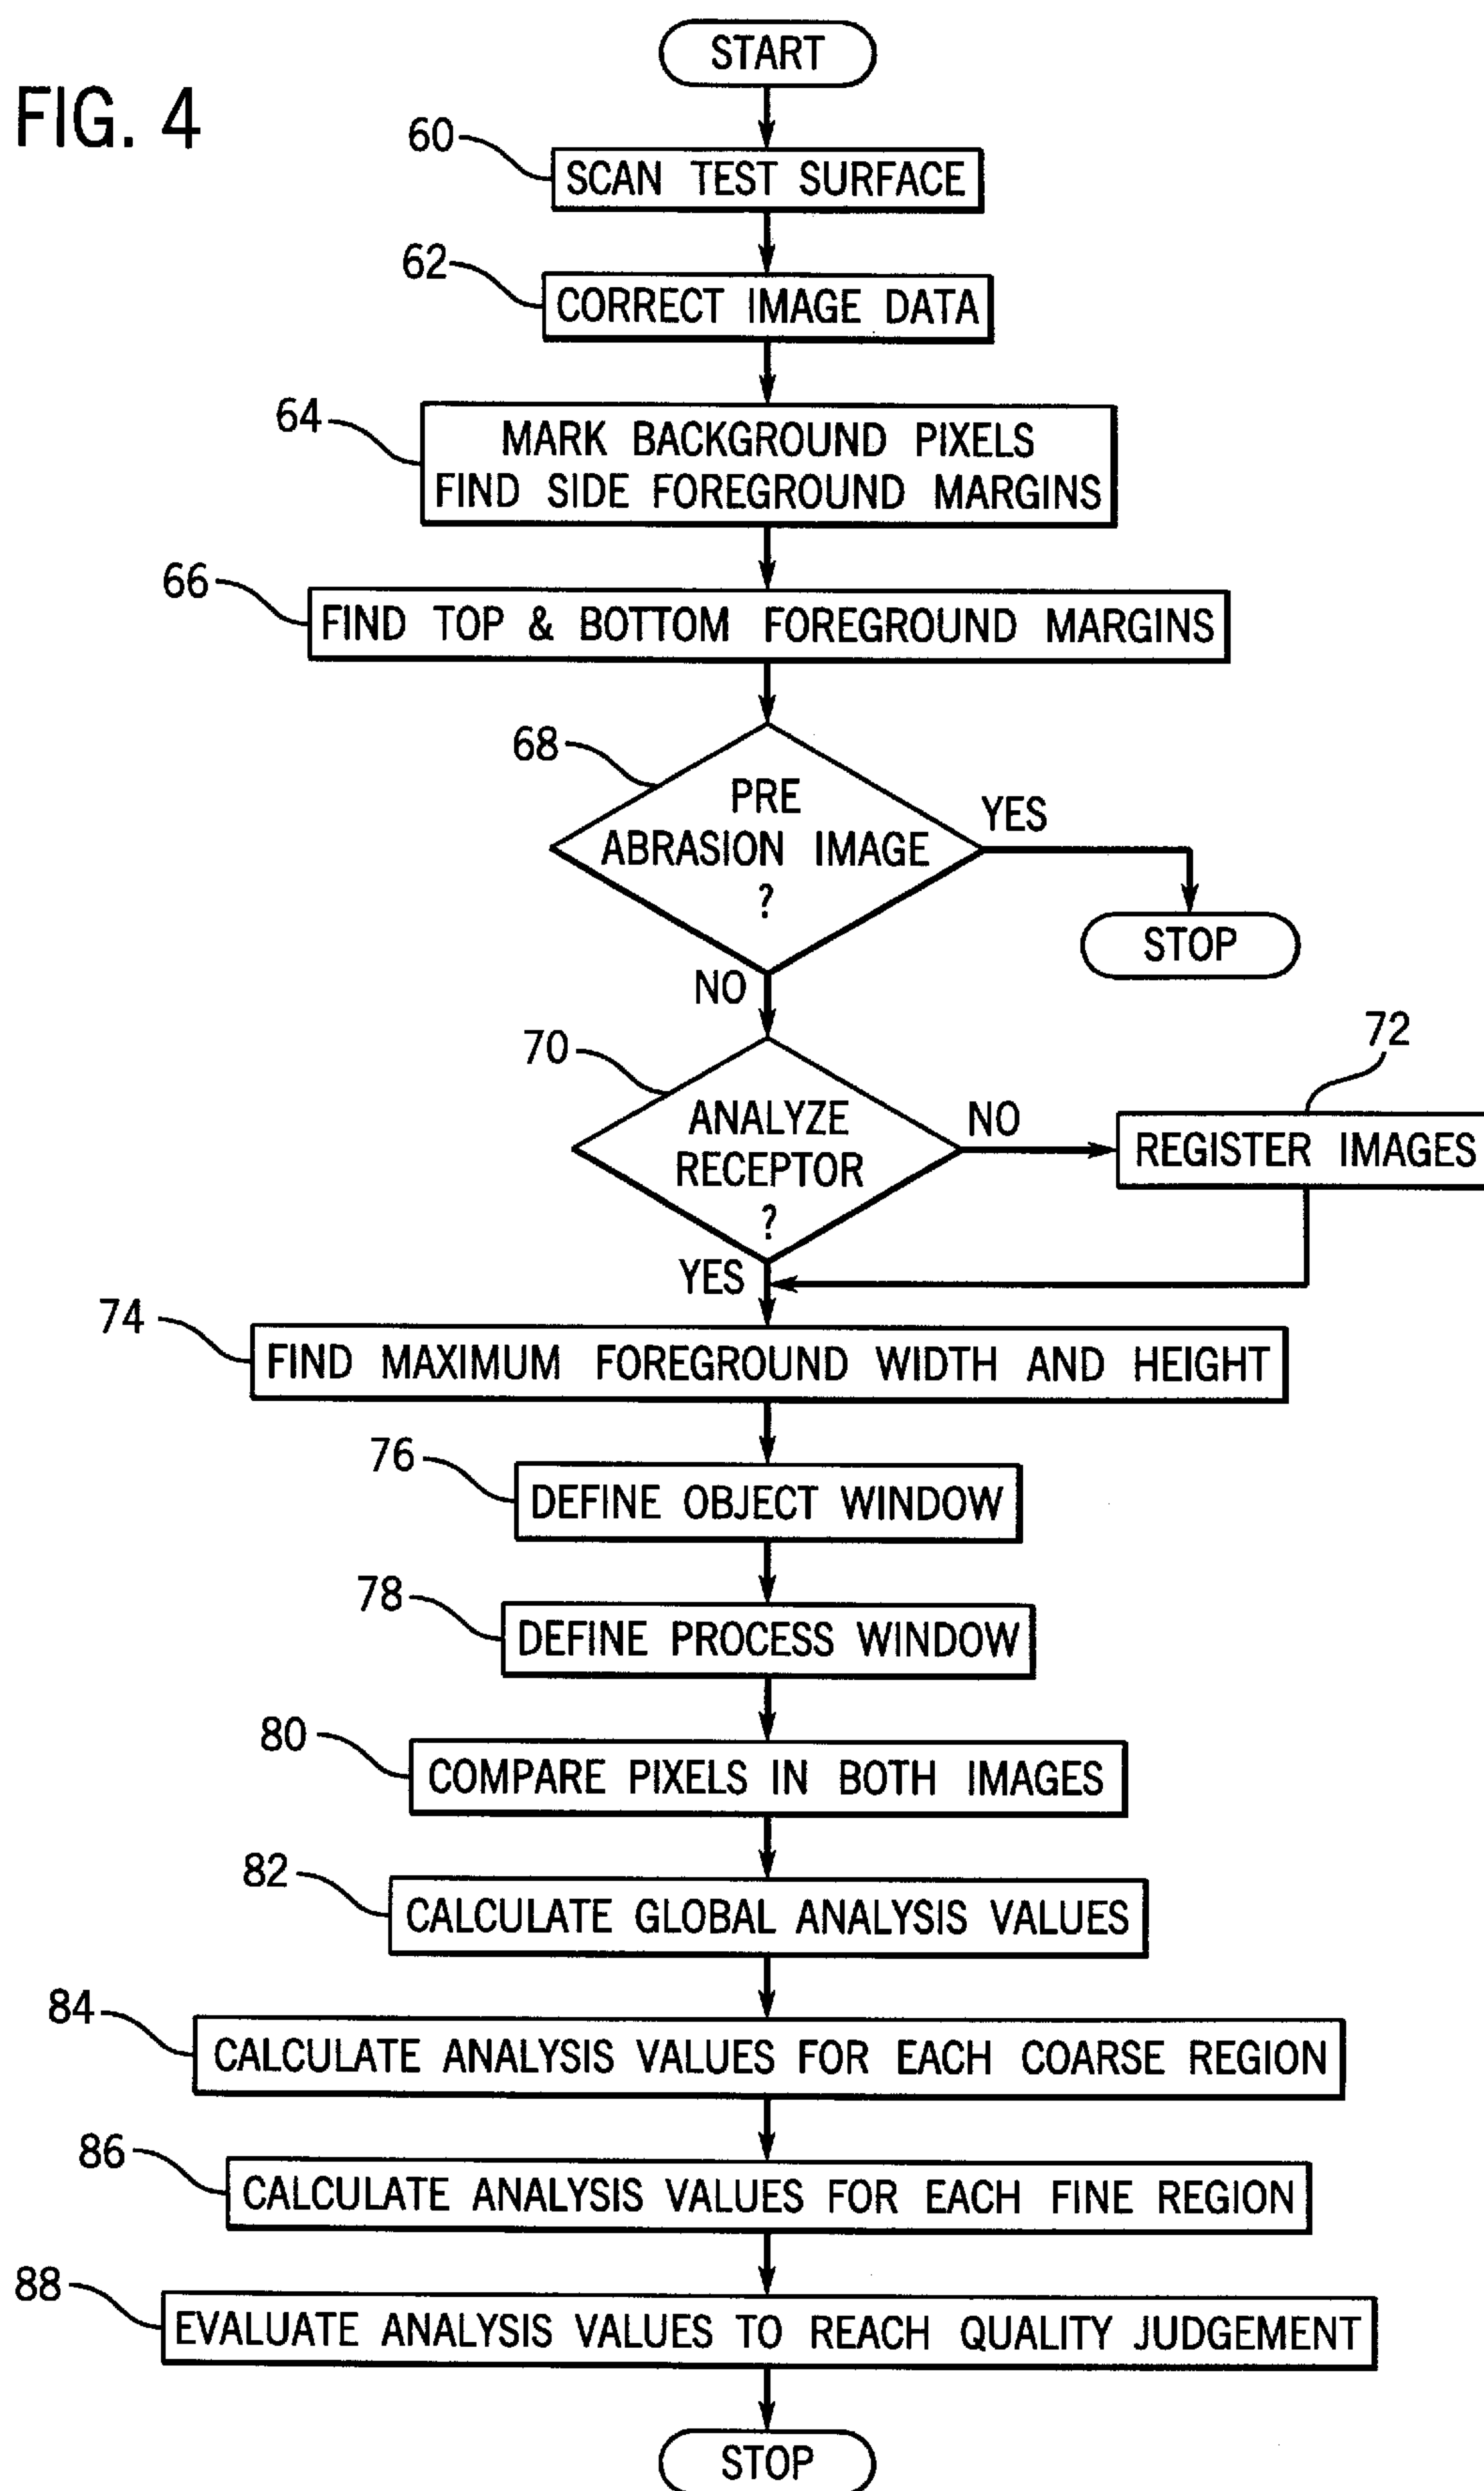 FIG. 4
START
60
SCAN TEST SURFACE
62
CORRECT IMAGE DATA
64
MARK BACKGROUND PIXELS
FIND SIDE FOREGROUND MARGINS
66
FIND TOP & BOTTOM FOREGROUND MARGINS
68
PRE
ABRASION IMAGE
?
YES
STOP
NO
70
ANALYZE
RECEPTOR
?
NO
72
REGISTER IMAGES
YES
74
FIND MAXIMUM FOREGROUND WIDTH AND HEIGHT
76
DEFINE OBJECT WINDOW
78
DEFINE PROCESS WINDOW
80
COMPARE PIXELS IN BOTH IMAGES
82
CALCULATE GLOBAL ANALYSIS VALUES
84
CALCULATE ANALYSIS VALUES FOR EACH COARSE REGION
86
CALCULATE ANALYSIS VALUES FOR EACH FINE REGION
88
EVALUATE ANALYSIS VALUES TO REACH QUALITY JUDGEMENT
STOP